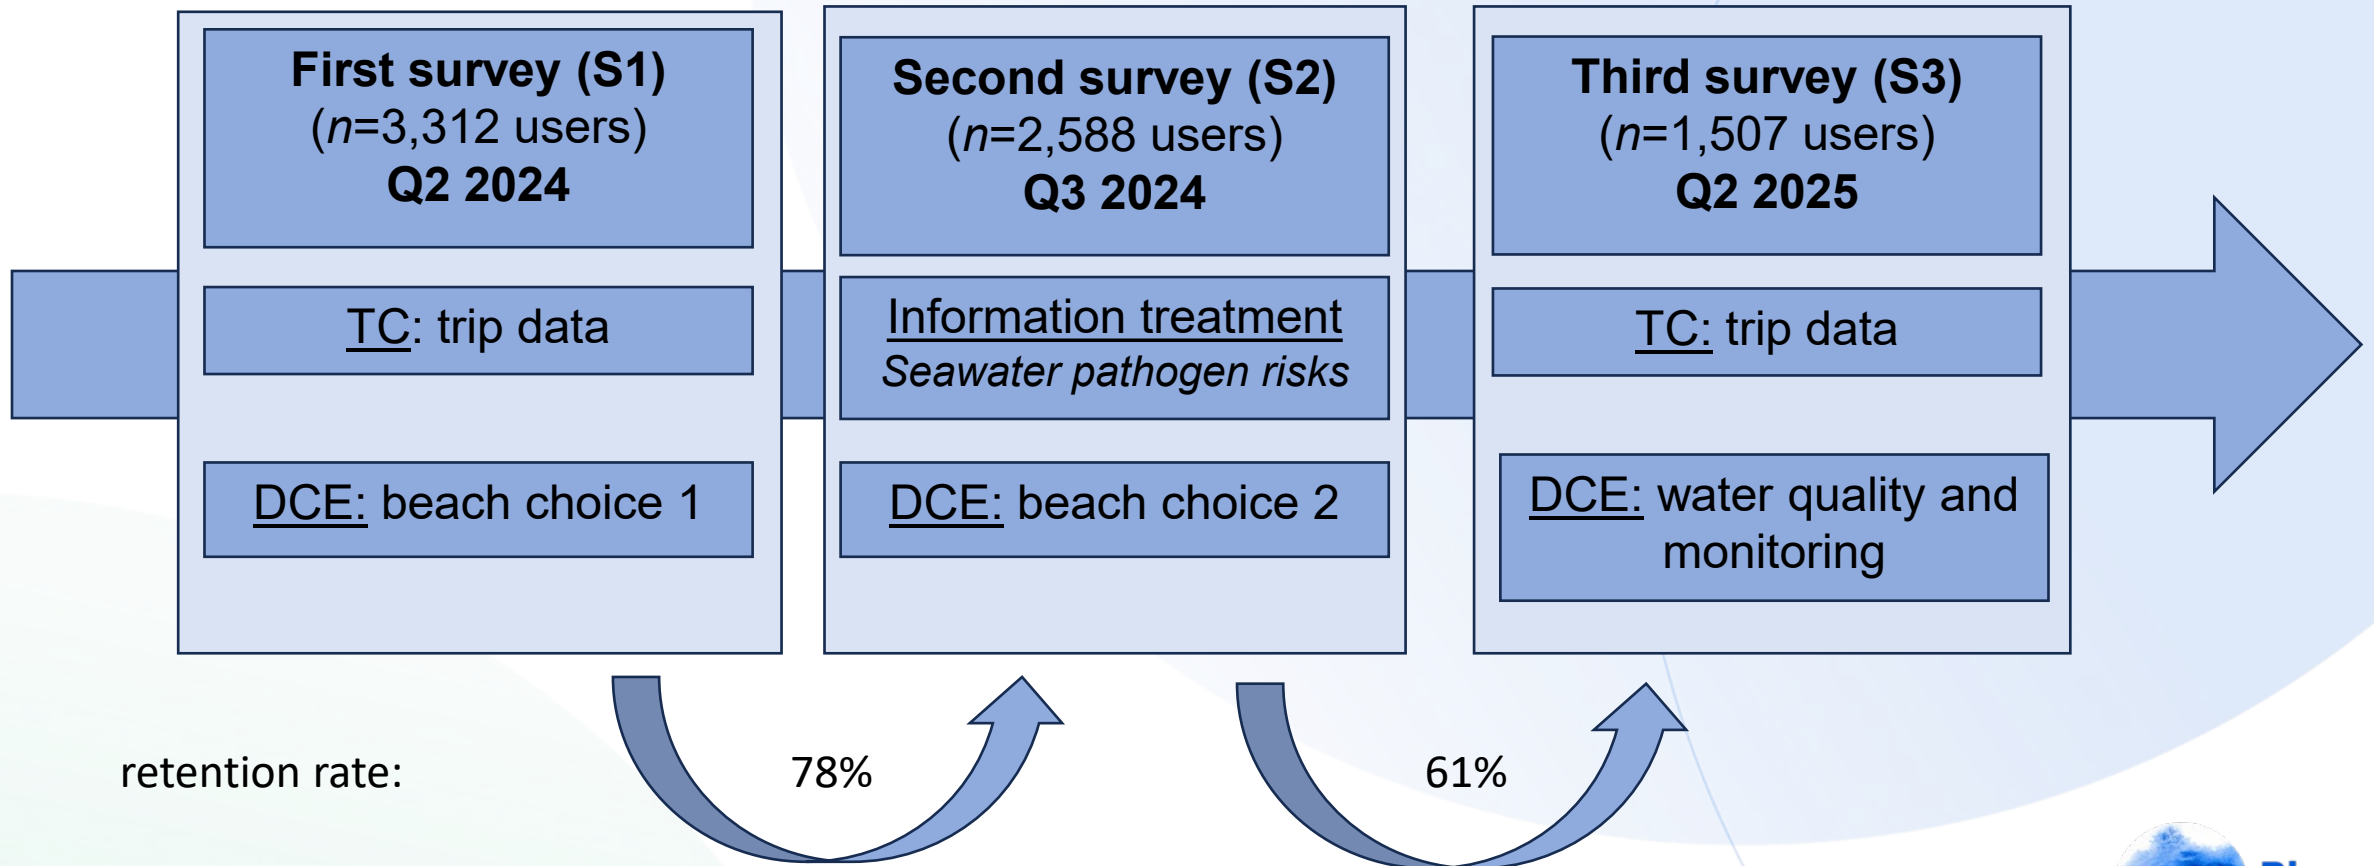 First survey (S1)
(n=3,312 users)
Q2 2024
TC: trip data
DCE: beach choice 1
Second survey (S2)
(n=2,588 users)
Q3 2024
Information treatment
Seawater pathogen risks
DCE: beach choice 2
Third survey (S3)
(n=1,507 users)
Q2 2025
TC: trip data
DCE: water quality and
monitoring
retention rate:
78%
61%